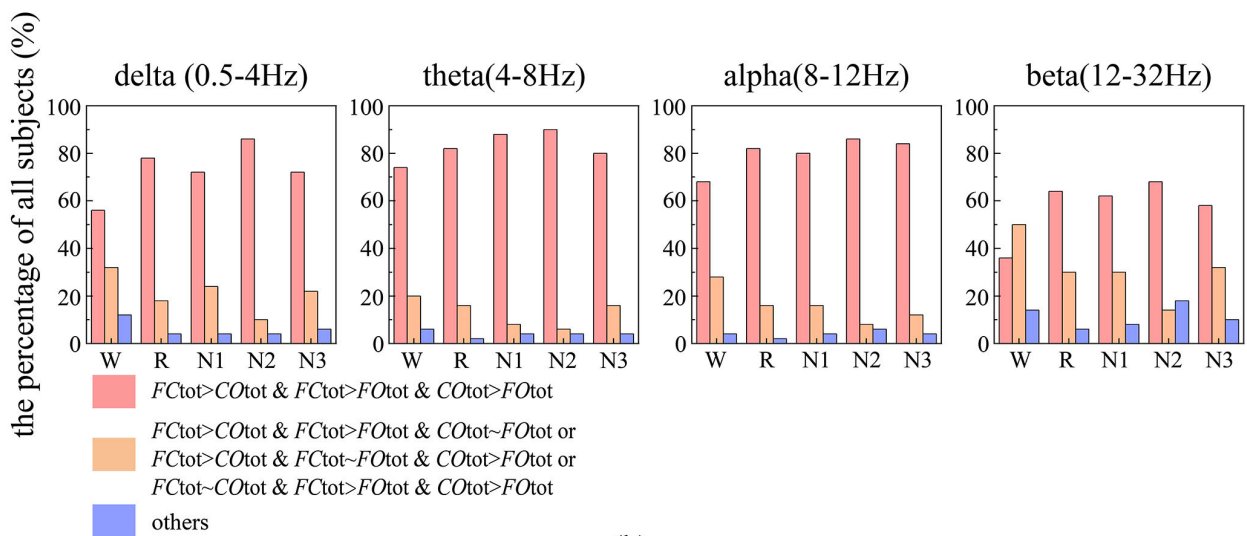 the percentage of all subjects (%)
delta (0.5-4Hz)
100
80
60
40
20
0
W R N1 N2 N3
theta(4-8Hz)
100
80
60
40
20
0
W R N1 N2 N3
alpha(8-12Hz)
100
80
60
40
20
0
W R N1 N2 N3
beta(12-32Hz)
100
80
60
40
20
0
W R N1 N2 N3
FCtot>COtot & FCtot>FOtot & COtot>FOtot
FCtot>COtot & FCtot>FOtot & COtot~FOtot or
FCtot>COtot & FCtot~FOtot & COtot>FOtot or
FCtot~COtot & FCtot>FOtot & COtot>FOtot
others